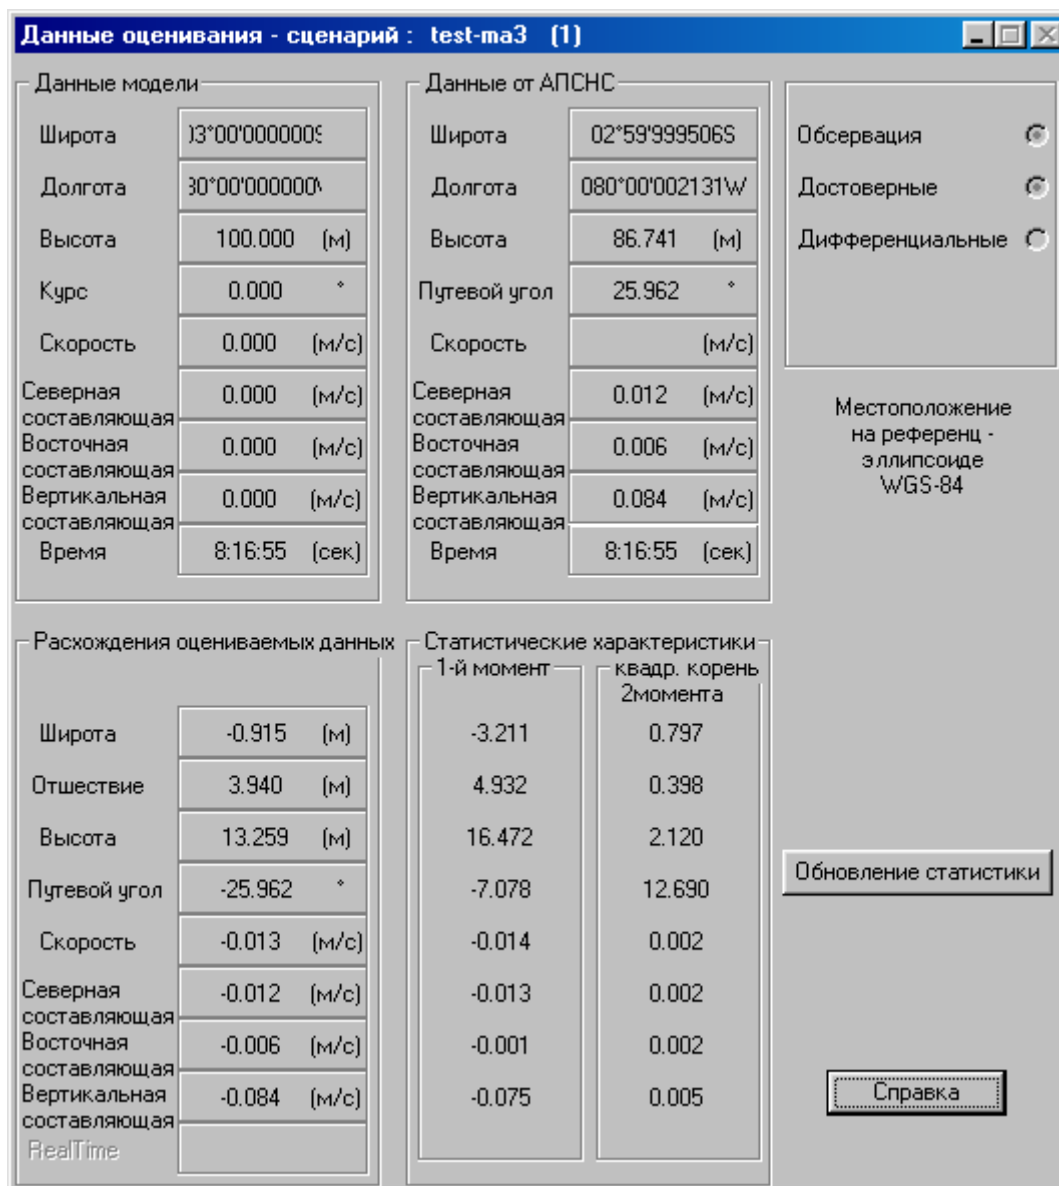 Данные оценивания - сценарий : test-ma3 (1)
Данные модели
Широта 03°00'000000S
Долгота 80°00'000000W
Высота 100.000 (м)
Курс 0.000 °
Скорость 0.000 (м/с)
Северная составляющая 0.000 (м/с)
Восточная составляющая 0.000 (м/с)
Вертикальная составляющая 0.000 (м/с)
Время 8:16:55 (сек)
Данные от АПСНС
Широта 02°59'999506S
Долгота 080°00'002131W
Высота 86.741 (м)
Путевой угол 25.962 °
Скорость (м/с)
Северная составляющая 0.012 (м/с)
Восточная составляющая 0.006 (м/с)
Вертикальная составляющая 0.084 (м/с)
Время 8:16:55 (сек)
Обсервация
Достоверные
Дифференциальные
Местоположение
на референц -
эллипсоиде
WGS-84
Расхождения оцениваемых данных
Широта -0.915 (м)
Отшествие 3.940 (м)
Высота 13.259 (м)
Путевой угол -25.962 °
Скорость -0.013 (м/с)
Северная составляющая -0.012 (м/с)
Восточная составляющая -0.006 (м/с)
Вертикальная составляющая -0.084 (м/с)
RealTime
Статистические характеристики
1-й момент
квадр. корень
2момента
-3.211 0.797
4.932 0.398
16.472 2.120
-7.078 12.690
-0.014 0.002
-0.013 0.002
-0.001 0.002
-0.075 0.005
Обновление статистики
Справка